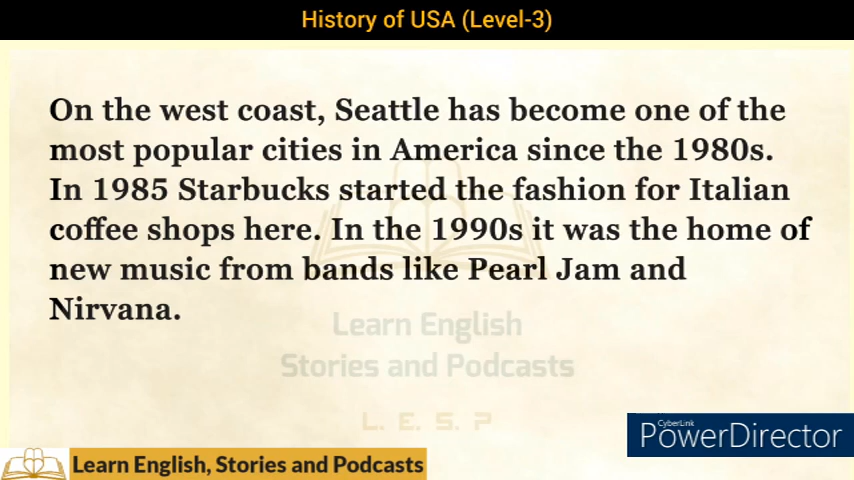 History of USA (Level-3)
On the west coast, Seattle has become one of the
most popular cities in America since the 1980s.
In 1985 Starbucks started the fashion for Italian
coffee shops here. In the 1990s it was the home of
new music from bands like Pearl Jam and
Nirvana.
Learn English
Stories and Podcasts
L. E. S. P
CyberLink
PowerDirector
Learn English, Stories and Podcasts